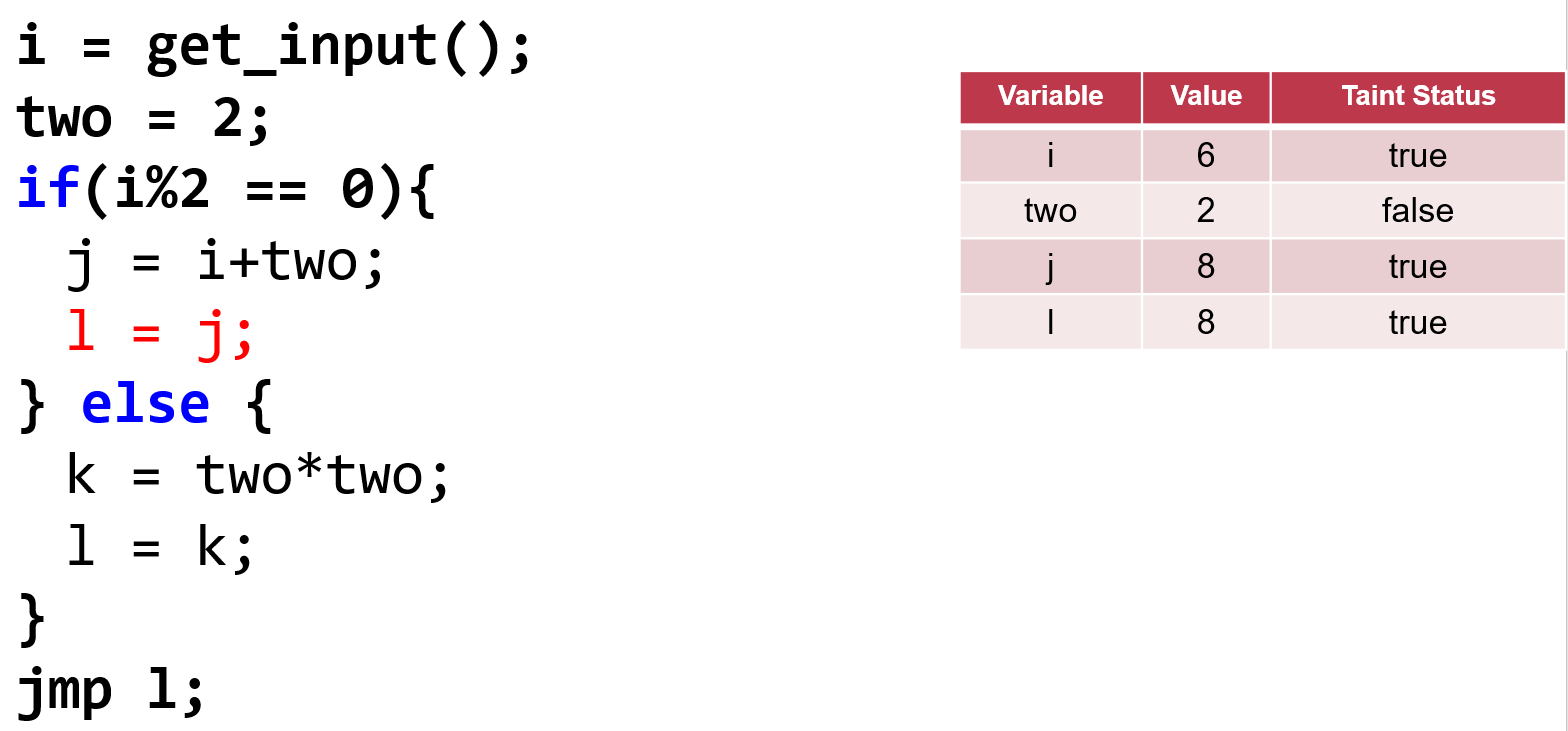 i = get_input();
two = 2;
if(i%2 == 0){
j = i+two;
l = j;
} else {
k = two*two;
l = k;
}
jmp l;
Variable Value Taint Status
i 6 true
two 2 false
j 8 true
l 8 true